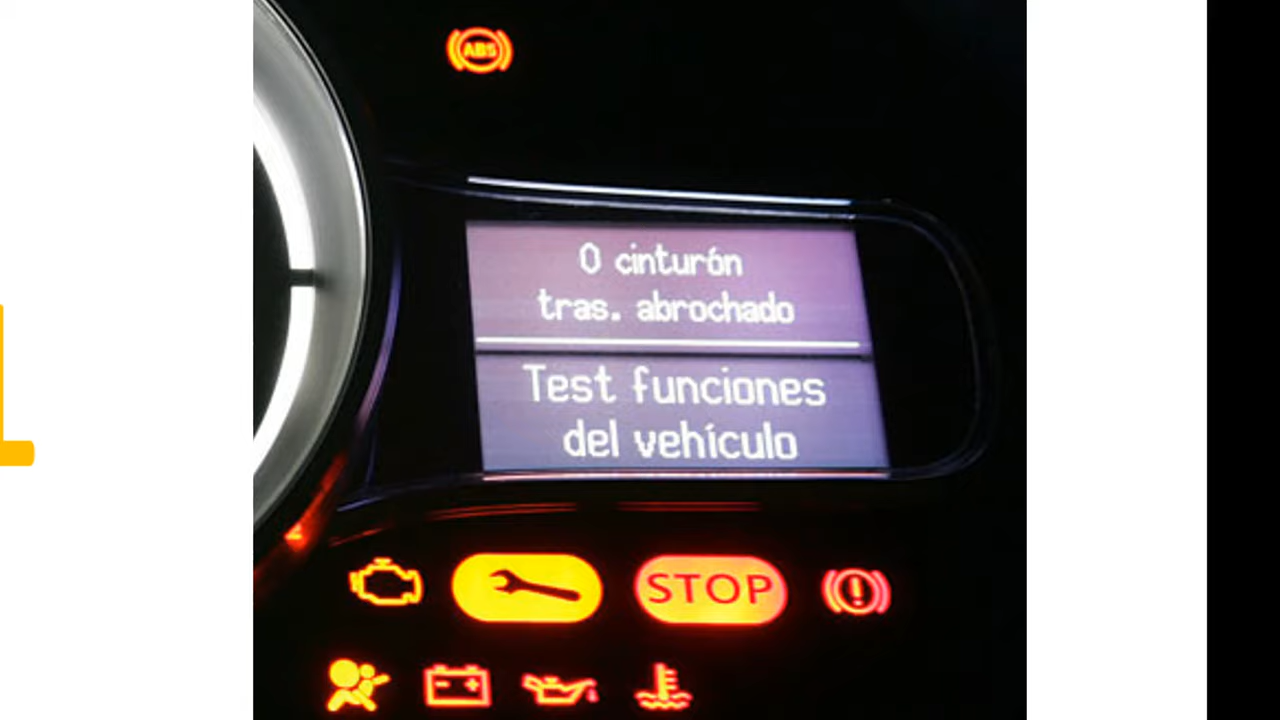 ABS
0 cinturón
tras. abrochado
Test funciones
del vehículo
STOP